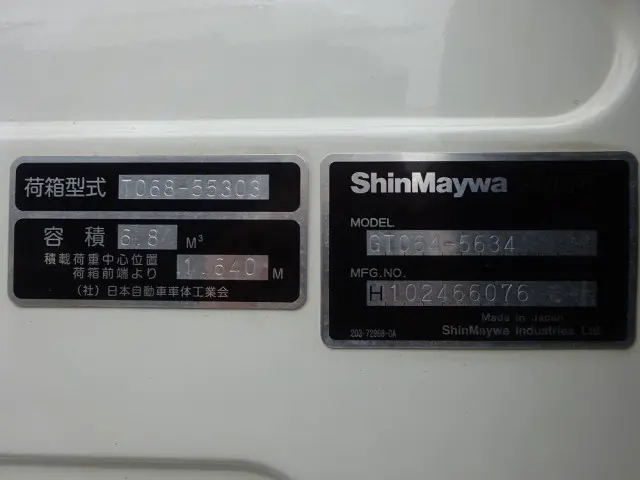 荷箱型式 T068-55303
容積 6.8 M³
積載荷重中心位置
荷箱前端より 1.640 M
(社)日本自動車車体工業会
ShinMaywa
MODEL
GT064-5634
MFG.NO.
H102466076
Made in Japan
203-72868-0A ShinMaywa Industries, Ltd.